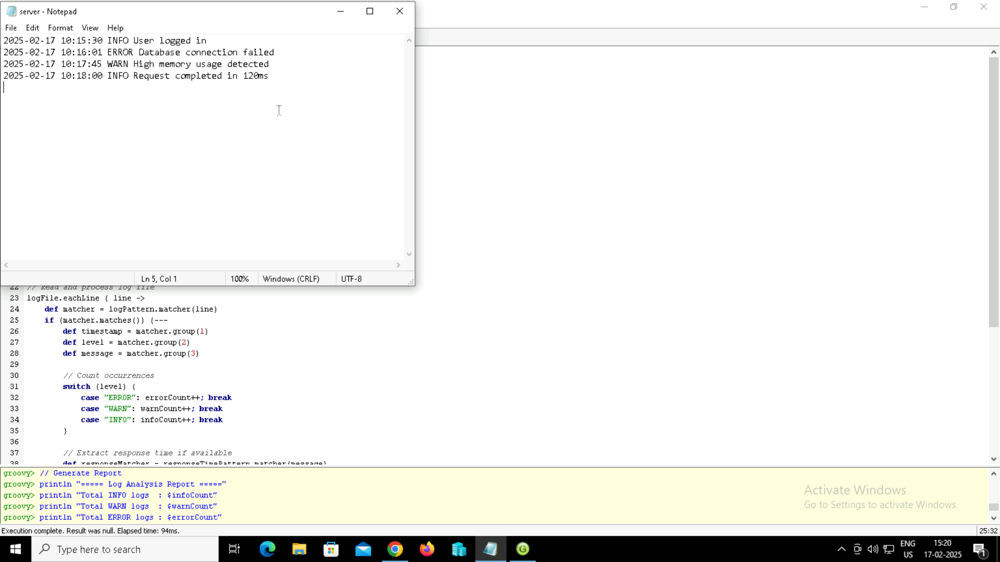 server - Notepad
File Edit Format View Help
2025-02-17 10:15:30 INFO User logged in
2025-02-17 10:16:01 ERROR Database connection failed
2025-02-17 10:17:45 WARN High memory usage detected
2025-02-17 10:18:00 INFO Request completed in 120ms
Ln 5, Col 1 100% Windows (CRLF) UTF-8
22 // Read and process log file
23 logFile.eachLine { line ->
24 def matcher = logPattern.matcher(line)
25 if (matcher.matches()) {---
26 def timestamp = matcher.group(1)
27 def level = matcher.group(2)
28 def message = matcher.group(3)
29
30 // Count occurrences
31 switch (level) {
32 case "ERROR": errorCount++; break
33 case "WARN": warnCount++; break
34 case "INFO": infoCount++; break
35 }
36
37 // Extract response time if available
38 def responseMatcher = responseTimePattern.matcher(message)
groovy> // Generate Report
groovy> println "===== Log Analysis Report ====="
groovy> println "Total INFO logs  : $infoCount"
groovy> println "Total WARN logs  : $warnCount"
groovy> println "Total ERROR logs : $errorCount"
Activate Windows
Go to Settings to activate Windows.
Execution complete. Result was null. Elapsed time: 94ms. 25:32
Type here to search
G
ENG
US
15:20
17-02-2025
1